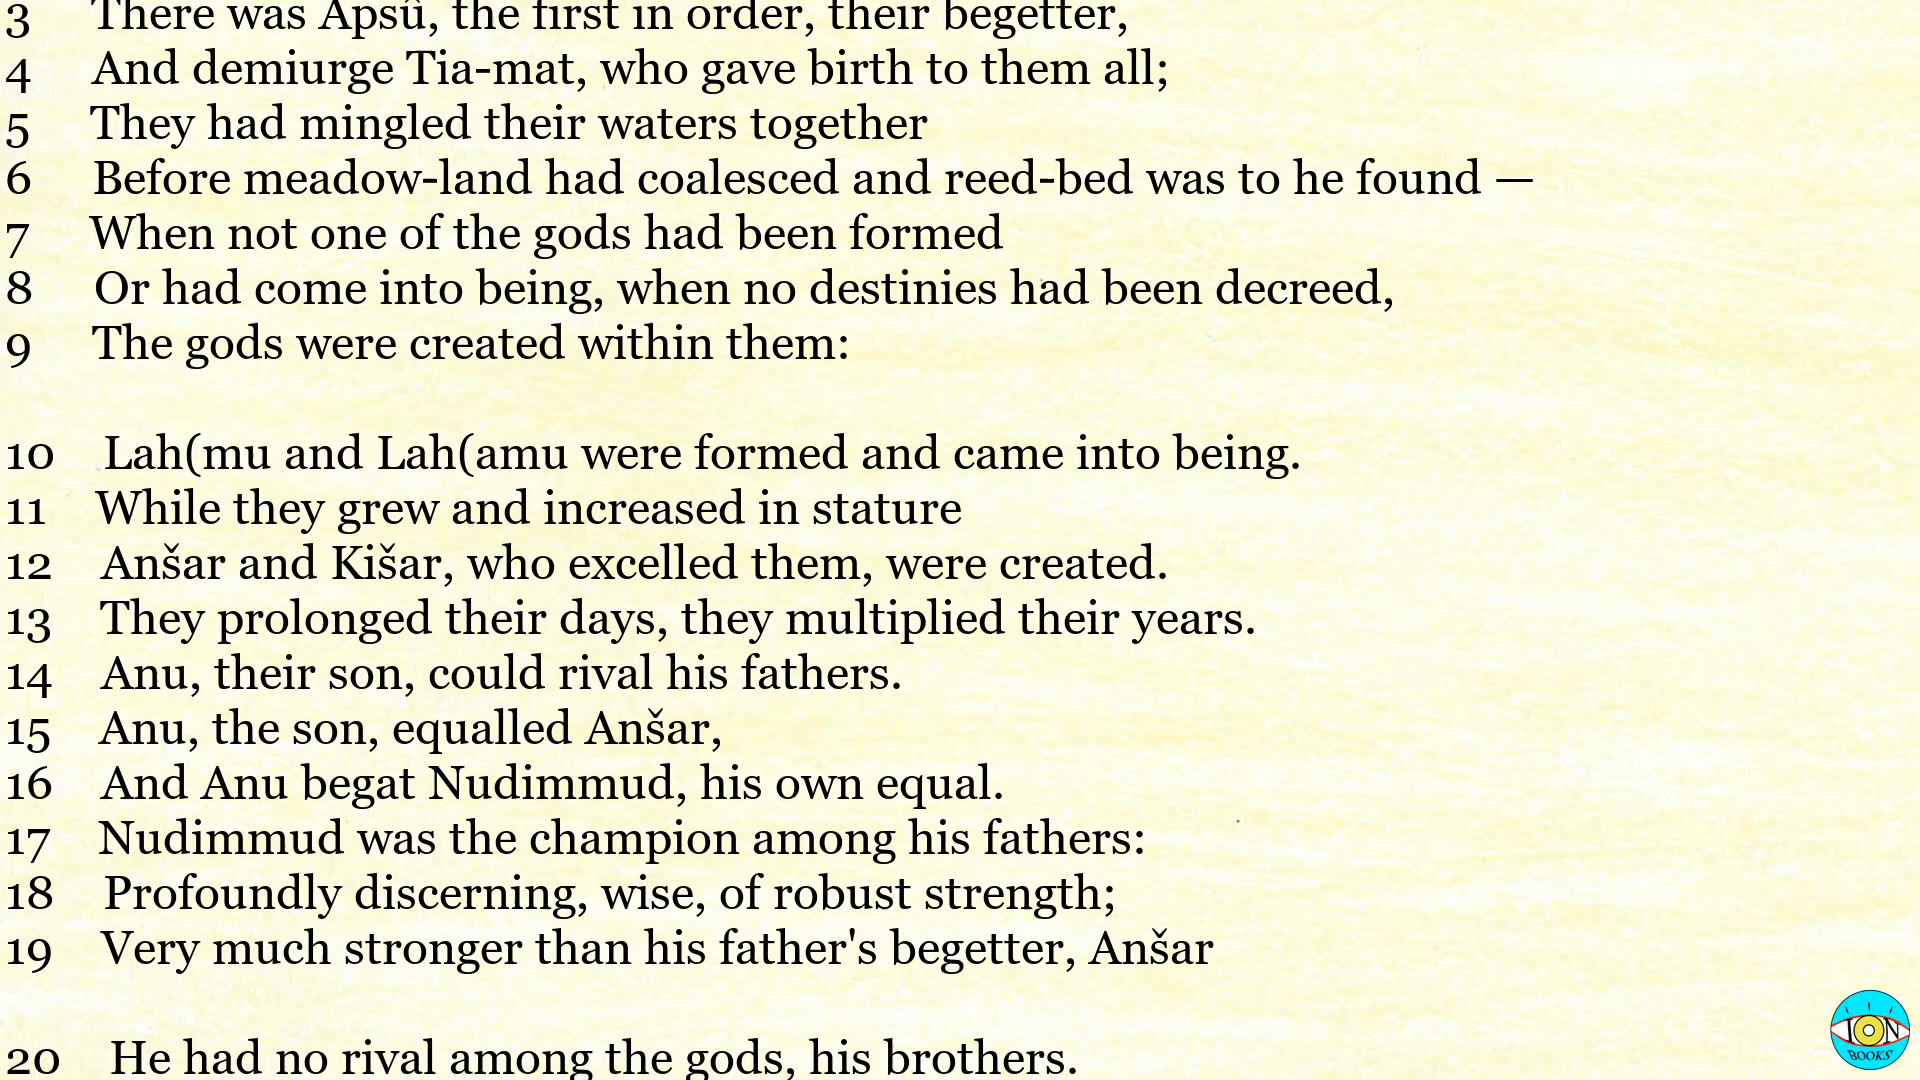 3 There was Apsû, the first in order, their begetter,
4 And demiurge Tia-mat, who gave birth to them all;
5 They had mingled their waters together
6 Before meadow-land had coalesced and reed-bed was to he found —
7 When not one of the gods had been formed
8 Or had come into being, when no destinies had been decreed,
9 The gods were created within them:
10 Lah(mu and Lah(amu were formed and came into being.
11 While they grew and increased in stature
12 Anšar and Kišar, who excelled them, were created.
13 They prolonged their days, they multiplied their years.
14 Anu, their son, could rival his fathers.
15 Anu, the son, equalled Anšar,
16 And Anu begat Nudimmud, his own equal.
17 Nudimmud was the champion among his fathers:
18 Profoundly discerning, wise, of robust strength;
19 Very much stronger than his father's begetter, Anšar
20 He had no rival among the gods, his brothers.
ION
BOOKS